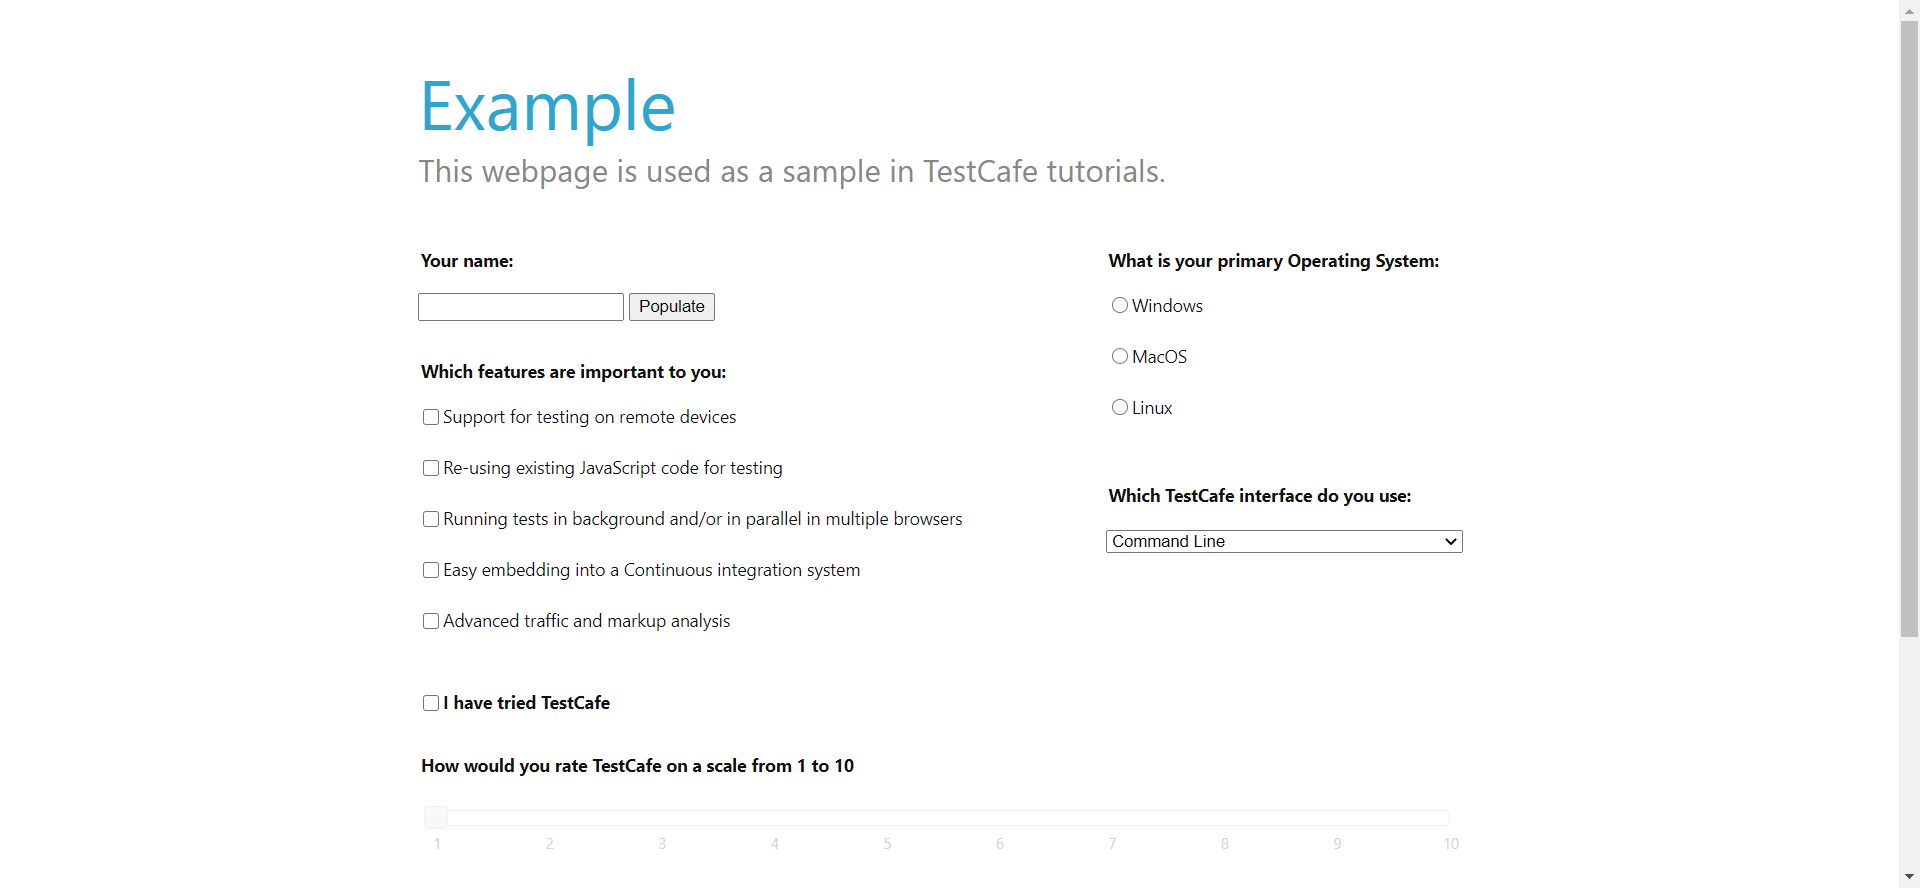 Example
This webpage is used as a sample in TestCafe tutorials.
Your name:
Populate
Which features are important to you:
Support for testing on remote devices
Re-using existing JavaScript code for testing
Running tests in background and/or in parallel in multiple browsers
Easy embedding into a Continuous integration system
Advanced traffic and markup analysis
What is your primary Operating System:
Windows
MacOS
Linux
Which TestCafe interface do you use:
Command Line
I have tried TestCafe
How would you rate TestCafe on a scale from 1 to 10
1 2 3 4 5 6 7 8 9 10